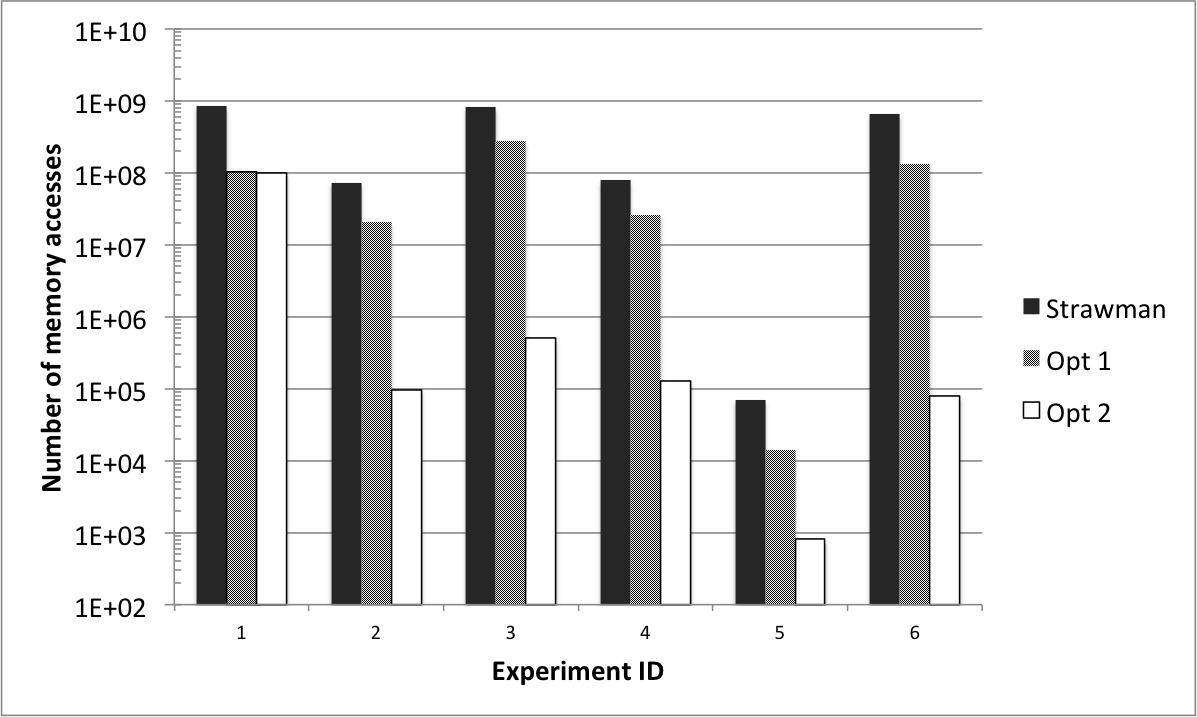 1E+10
1E+09
1E+08
1E+07
1E+06
1E+05
1E+04
1E+03
1E+02
Number of memory accesses
1 2 3 4 5 6
Experiment ID
Strawman
Opt 1
Opt 2